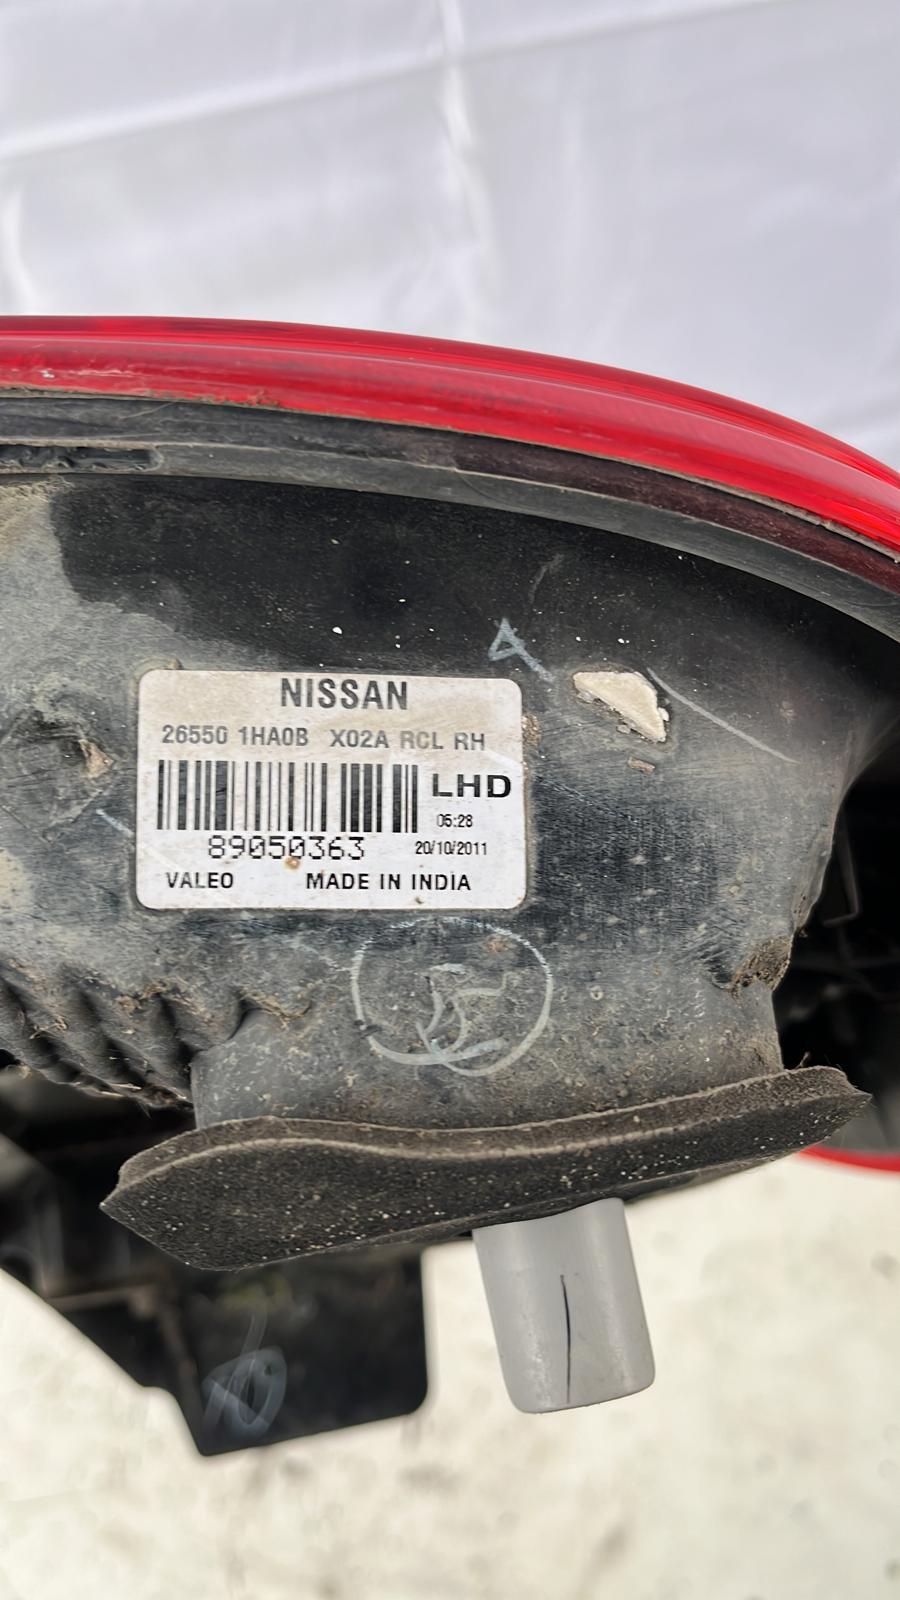 NISSAN
26550 1HA0B X02A RCL RH
LHD
05:28
89050363
20/10/2011
VALEO MADE IN INDIA